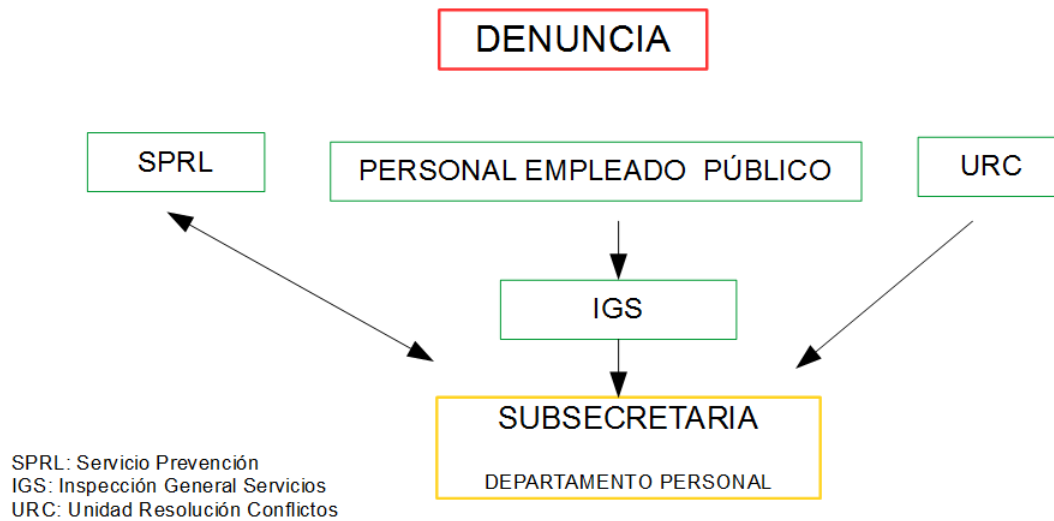 DENUNCIA
SPRL
PERSONAL EMPLEADO PÚBLICO
URC
IGS
SUBSECRETARIA
DEPARTAMENTO PERSONAL
SPRL: Servicio Prevención
IGS: Inspección General Servicios
URC: Unidad Resolución Conflictos